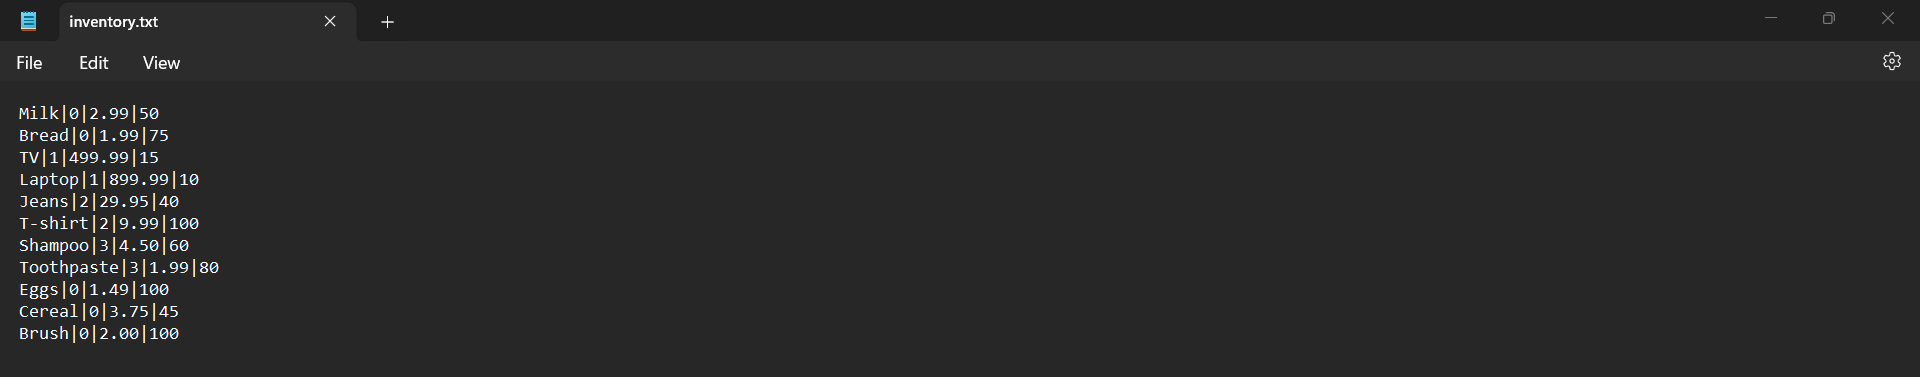 inventory.txt
File Edit View
Milk|0|2.99|50
Bread|0|1.99|75
TV|1|499.99|15
Laptop|1|899.99|10
Jeans|2|29.95|40
T-shirt|2|9.99|100
Shampoo|3|4.50|60
Toothpaste|3|1.99|80
Eggs|0|1.49|100
Cereal|0|3.75|45
Brush|0|2.00|100